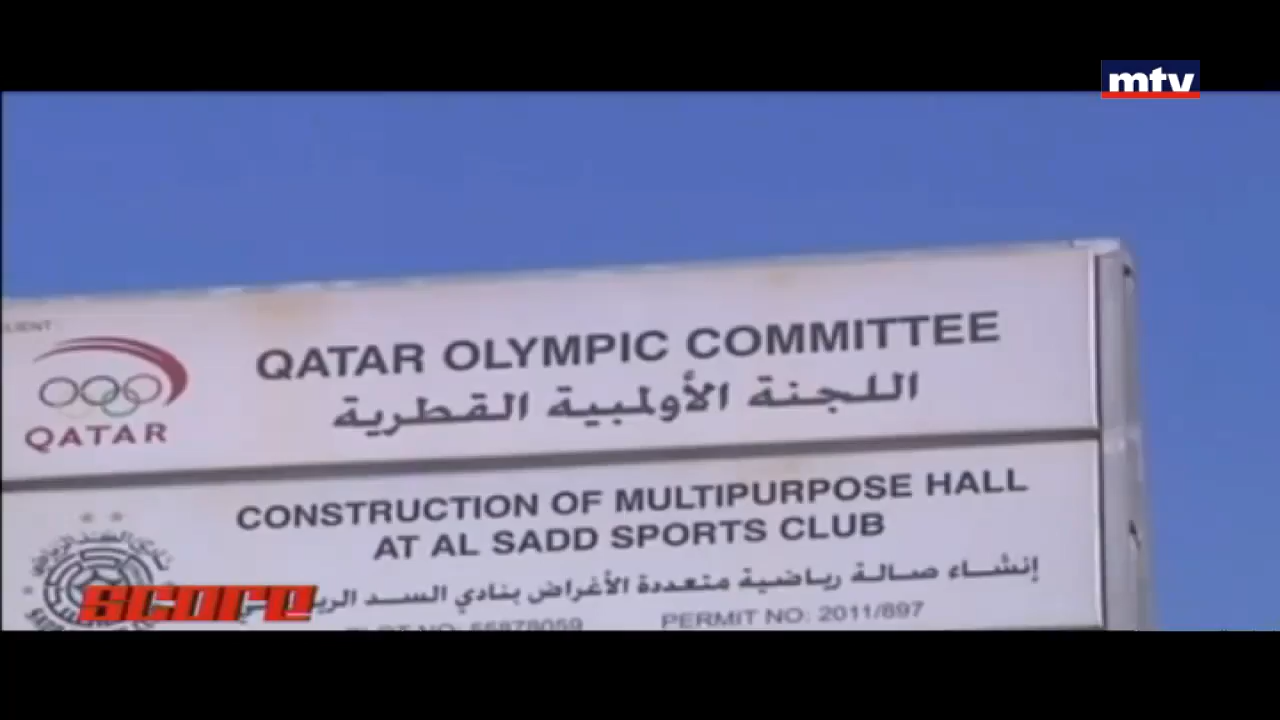 mtv
CLIENT:
QATAR OLYMPIC COMMITTEE
اللجنة الأولمبية القطرية
QATAR
CONSTRUCTION OF MULTIPURPOSE HALL
AT AL SADD SPORTS CLUB
إنشاء صالة رياضية متعددة الأغراض بنادي السد
PERMIT NO: 2011/897
score